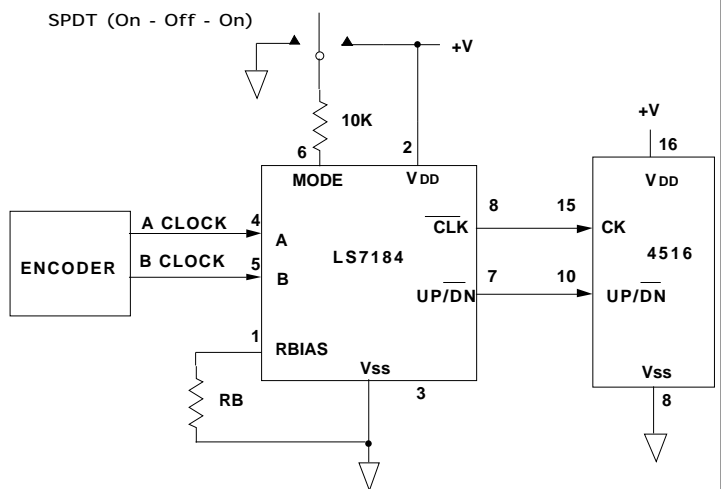 SPDT (On - Off - On)
+V
10K
6
2
MODE
VDD
+V
16
VDD
A CLOCK
4
A
ENCODER
B CLOCK
5
B
LS7184
CLK
8
15
CK
4516
UP/DN
7
10
UP/DN
1
RBIAS
Vss
3
RB
Vss
8